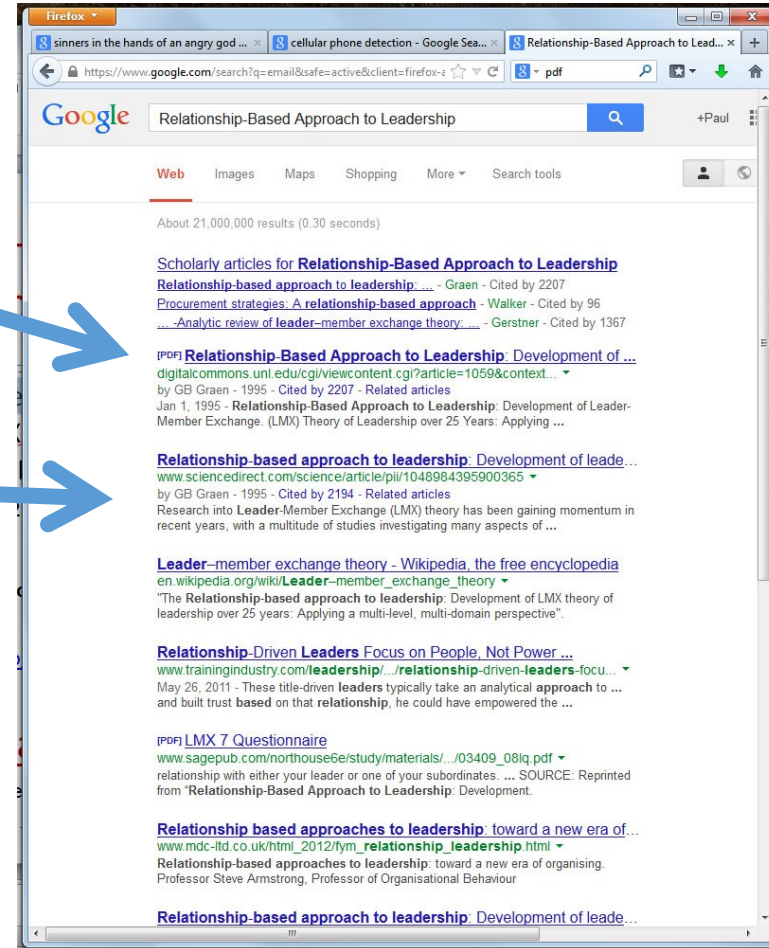 Firefox
sinners in the hands of an angry god ...
cellular phone detection - Google Sea...
Relationship-Based Approach to Lead...
https://www.google.com/search?q=email&safe=active&client=firefox-a
pdf
Google
Relationship-Based Approach to Leadership
+Paul
Web Images Maps Shopping More Search tools
About 21,000,000 results (0.30 seconds)
Scholarly articles for Relationship-Based Approach to Leadership
Relationship-based approach to leadership: ... - Graen - Cited by 2207
Procurement strategies: A relationship-based approach - Walker - Cited by 96
... -Analytic review of leader–member exchange theory: ... - Gerstner - Cited by 1367
[PDF] Relationship-Based Approach to Leadership: Development of ...
digitalcommons.unl.edu/cgi/viewcontent.cgi?article=1059&context...
by GB Graen - 1995 - Cited by 2207 - Related articles
Jan 1, 1995 - Relationship-Based Approach to Leadership: Development of Leader-
Member Exchange. (LMX) Theory of Leadership over 25 Years: Applying ...
Relationship-based approach to leadership: Development of leade...
www.sciencedirect.com/science/article/pii/1048984395900365
by GB Graen - 1995 - Cited by 2194 - Related articles
Research into Leader-Member Exchange (LMX) theory has been gaining momentum in
recent years, with a multitude of studies investigating many aspects of ...
Leader–member exchange theory - Wikipedia, the free encyclopedia
en.wikipedia.org/wiki/Leader–member_exchange_theory
"The Relationship-based approach to leadership: Development of LMX theory of
leadership over 25 years: Applying a multi-level, multi-domain perspective".
Relationship-Driven Leaders Focus on People, Not Power ...
www.trainingindustry.com/leadership/.../relationship-driven-leaders-focu...
May 26, 2011 - These title-driven leaders typically take an analytical approach to ...
and built trust based on that relationship, he could have empowered the ...
[PDF] LMX 7 Questionnaire
www.sagepub.com/northouse6e/study/materials/.../03409_08lq.pdf
relationship with either your leader or one of your subordinates. ... SOURCE: Reprinted
from "Relationship-Based Approach to Leadership: Development.
Relationship based approaches to leadership: toward a new era of...
www.mdc-ltd.co.uk/html_2012/fym_relationship_leadership.html
Relationship-based approaches to leadership: toward a new era of organising.
Professor Steve Armstrong, Professor of Organisational Behaviour
Relationship-based approach to leadership: Development of leade...